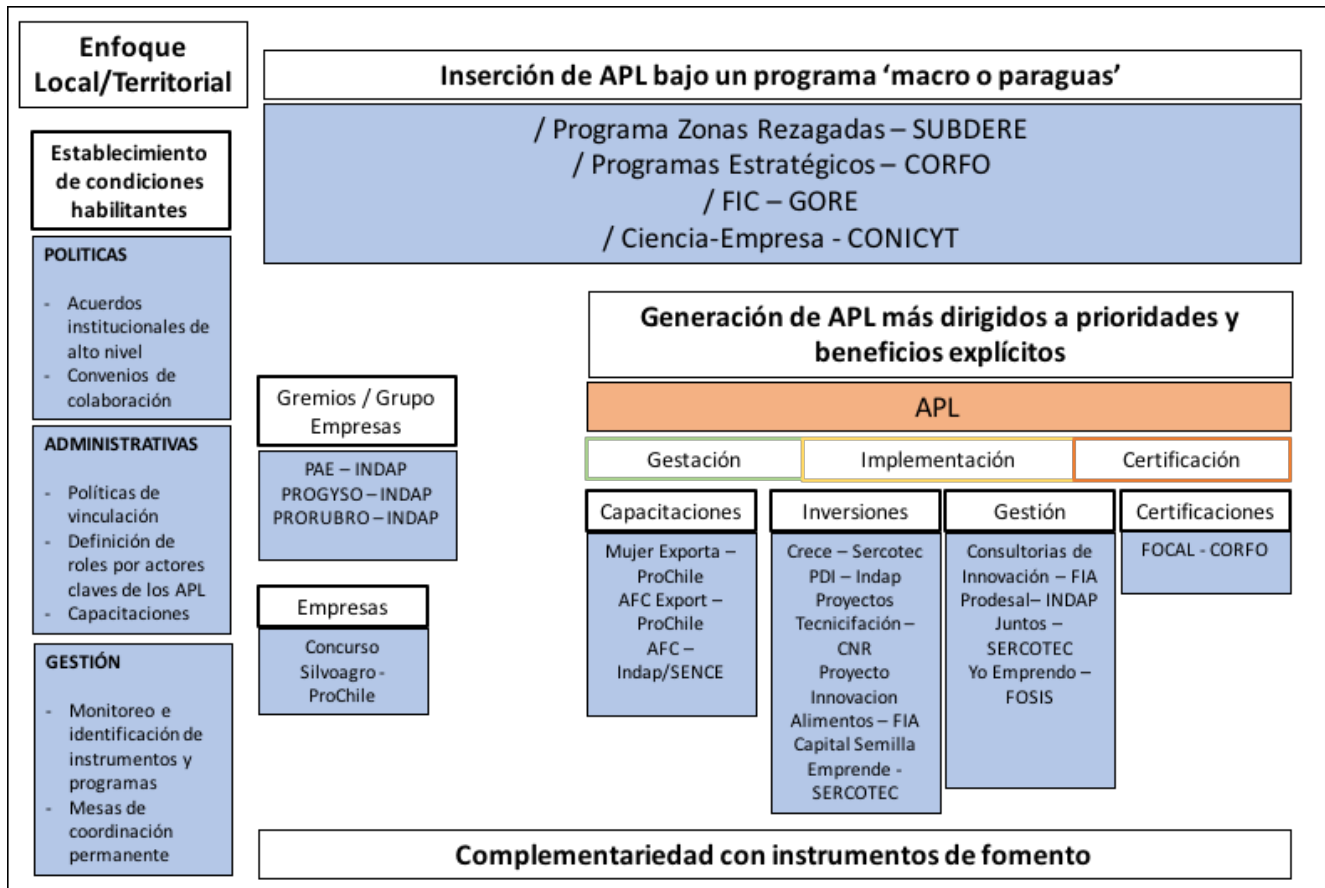 Enfoque
Local/Territorial
Establecimiento
de condiciones
habilitantes
POLITICAS
- Acuerdos
institucionales de
alto nivel
- Convenios de
colaboración
ADMINISTRATIVAS
- Políticas de
vinculación
- Definición de
roles por actores
claves de los APL
- Capacitaciones
GESTIÓN
- Monitoreo e
identificación de
instrumentos y
programas
- Mesas de
coordinación
permanente
Inserción de APL bajo un programa ‘macro o paraguas’
/ Programa Zonas Rezagadas – SUBDERE
/ Programas Estratégicos – CORFO
/ FIC – GORE
/ Ciencia-Empresa - CONICYT
Gremios / Grupo
Empresas
PAE – INDAP
PROGYSO – INDAP
PRORUBRO – INDAP
Empresas
Concurso
Silvoagro -
ProChile
Generación de APL más dirigidos a prioridades y
beneficios explícitos
APL
Gestación
Implementación
Certificación
Capacitaciones
Mujer Exporta –
ProChile
AFC Export –
ProChile
AFC –
Indap/SENCE
Inversiones
Crece – Sercotec
PDI – Indap
Proyectos
Tecnicifación –
CNR
Proyecto
Innovacion
Alimentos – FIA
Capital Semilla
Emprende -
SERCOTEC
Gestión
Consultorias de
Innovación – FIA
Prodesal– INDAP
Juntos –
SERCOTEC
Yo Emprendo –
FOSIS
Certificaciones
FOCAL - CORFO
Complementariedad con instrumentos de fomento